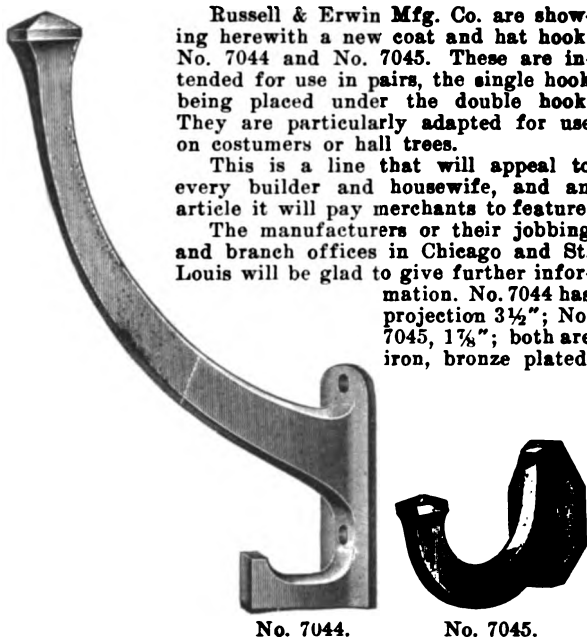 Russell & Erwin Mfg. Co. are show-
ing herewith a new coat and hat hook
No. 7044 and No. 7045. These are in-
tended for use in pairs, the single hook
being placed under the double hook
They are particularly adapted for use
on costumers or hall trees.
This is a line that will appeal to
every builder and housewife, and an
article it will pay merchants to feature.
The manufacturers or their jobbing
and branch offices in Chicago and St.
Louis will be glad to give further infor-
mation. No. 7044 has
projection 3½"; No.
7045, 1⅞"; both are
iron, bronze plated.
No. 7044.
No. 7045.